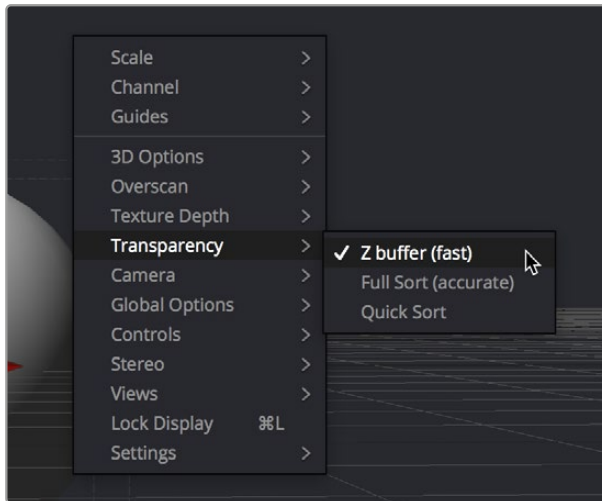 Scale
Channel
Guides
3D Options
Overscan
Texture Depth
Transparency
Camera
Global Options
Controls
Stereo
Views
Lock Display ⌘L
Settings
Z buffer (fast)
Full Sort (accurate)
Quick Sort